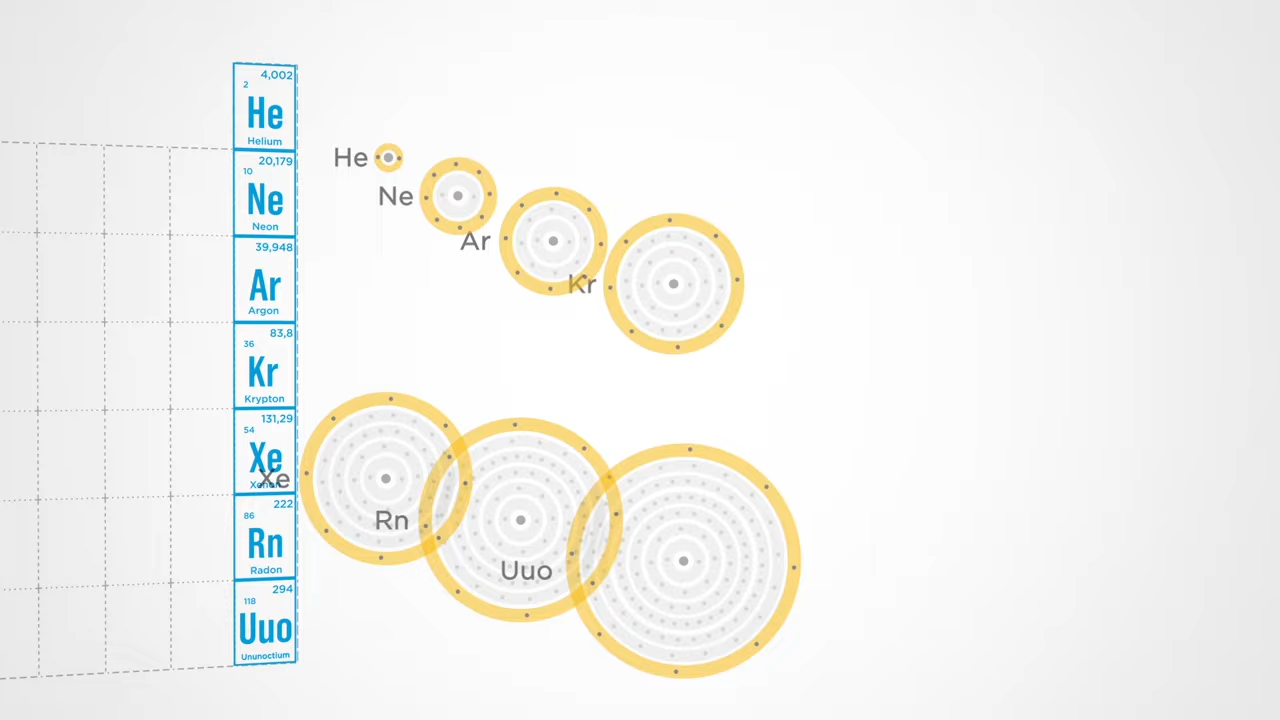 4,002
2
He
Helium
20,179
10
Ne
Neon
39,948
Ar
Argon
83,8
36
Kr
Krypton
131,29
54
Xe
Xenon
222
86
Rn
Radon
294
118
Uuo
Ununoctium
He
Ne
Ar
Kr
Xe
Rn
Uuo